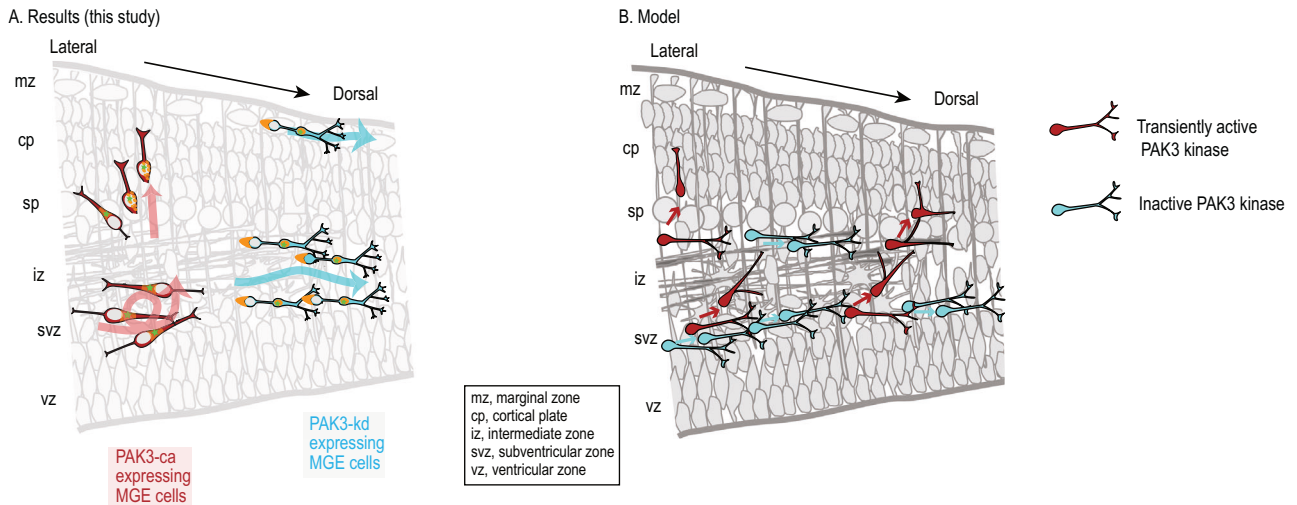 A. Results (this study)
Lateral
Dorsal
mz
cp
sp
iz
svz
vz
PAK3-ca
expressing
MGE cells
PAK3-kd
expressing
MGE cells
mz, marginal zone
cp, cortical plate
iz, intermediate zone
svz, subventricular zone
vz, ventricular zone
B. Model
Lateral
Dorsal
mz
cp
sp
iz
svz
vz
Transiently active
PAK3 kinase
Inactive PAK3 kinase